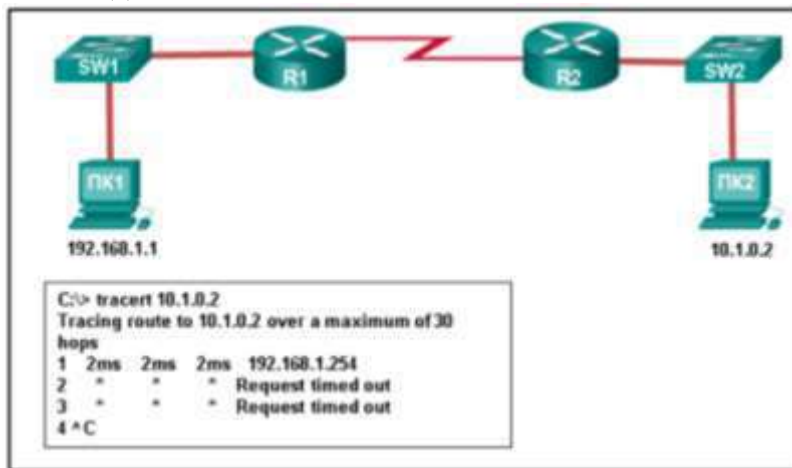 SW1
R1
R2
SW2
ПК1
ПК2
192.168.1.1
10.1.0.2
C:\> tracert 10.1.0.2
Tracing route to 10.1.0.2 over a maximum of 30
hops
1 2ms 2ms 2ms 192.168.1.254
2 * * * Request timed out
3 * * * Request timed out
4 ^C